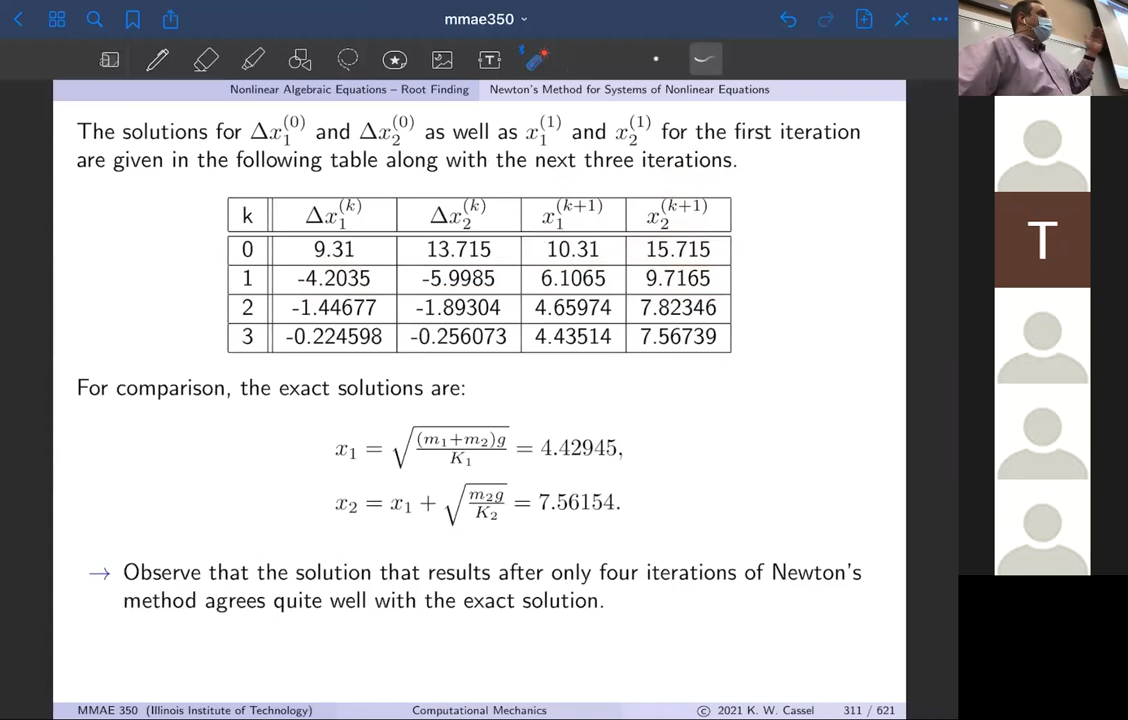 mmae350
Nonlinear Algebraic Equations – Root Finding Newton's Method for Systems of Nonlinear Equations
The solutions for Δx₁⁽⁰⁾ and Δx₂⁽⁰⁾ as well as x₁⁽¹⁾ and x₂⁽¹⁾ for the first iteration
are given in the following table along with the next three iterations.
k Δx₁⁽ᵏ⁾ Δx₂⁽ᵏ⁾ x₁⁽ᵏ⁺¹⁾ x₂⁽ᵏ⁺¹⁾
0 9.31 13.715 10.31 15.715
1 -4.2035 -5.9985 6.1065 9.7165
2 -1.44677 -1.89304 4.65974 7.82346
3 -0.224598 -0.256073 4.43514 7.56739
For comparison, the exact solutions are:
x₁ = √((m₁+m₂)g/K₁) = 4.42945,
x₂ = x₁ + √(m₂g/K₂) = 7.56154.
→ Observe that the solution that results after only four iterations of Newton's
method agrees quite well with the exact solution.
MMAE 350 (Illinois Institute of Technology) Computational Mechanics © 2021 K. W. Cassel 311 / 621
T